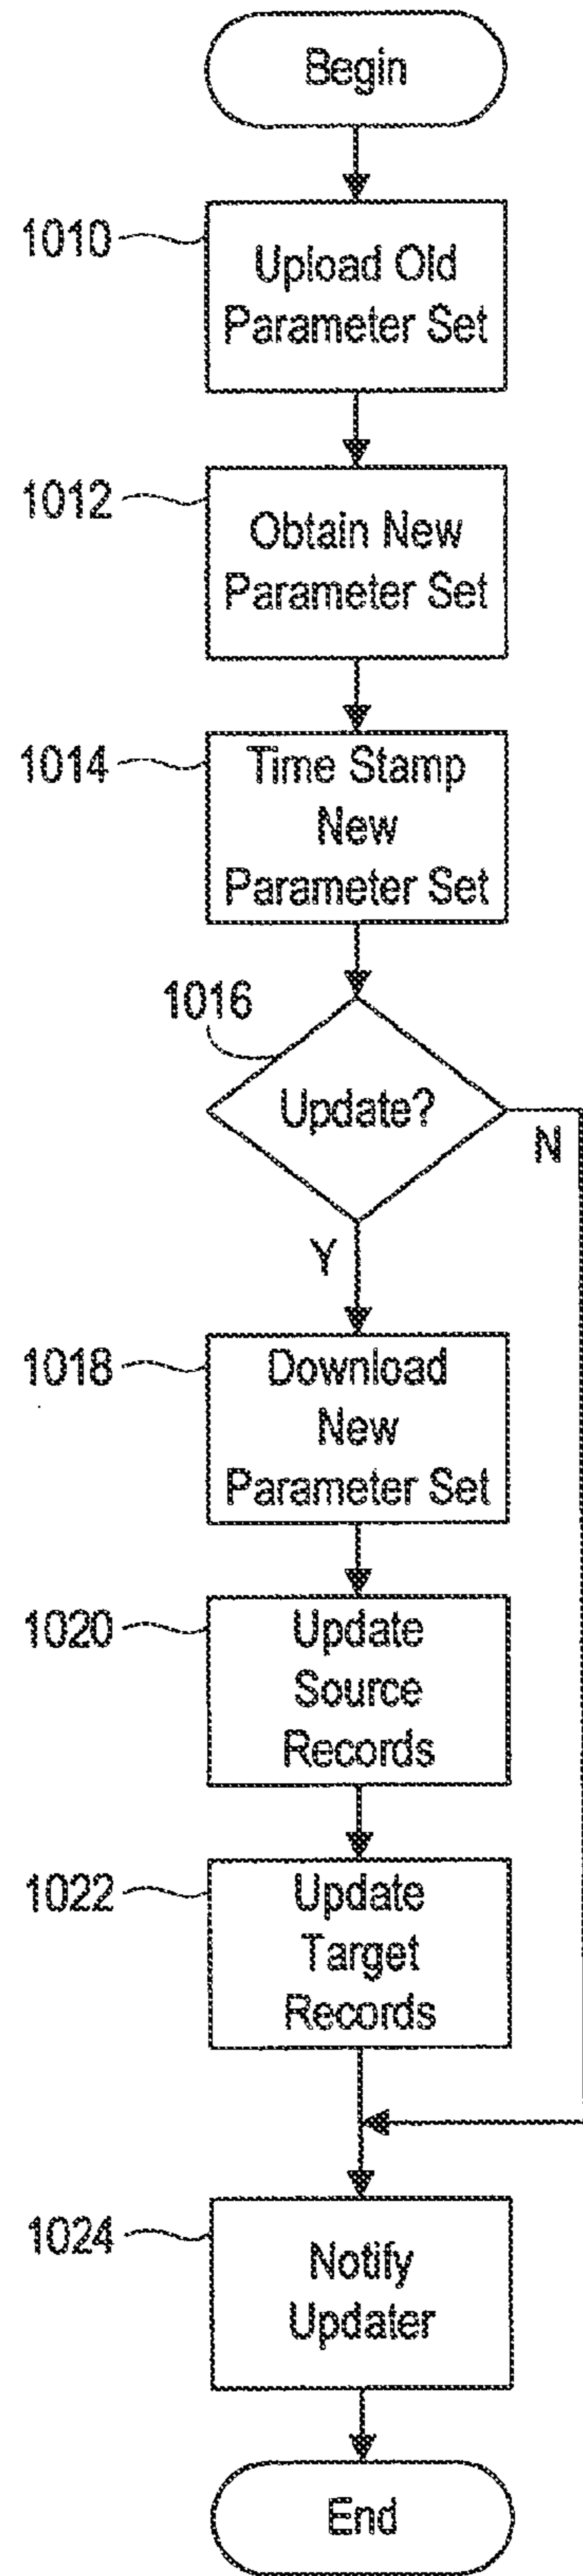 Begin
1010
Upload Old
Parameter Set
1012
Obtain New
Parameter Set
1014
Time Stamp
New
Parameter Set
1016
Update?
N
Y
1018
Download
New
Parameter Set
1020
Update
Source
Records
1022
Update
Target
Records
1024
Notify
Updater
End